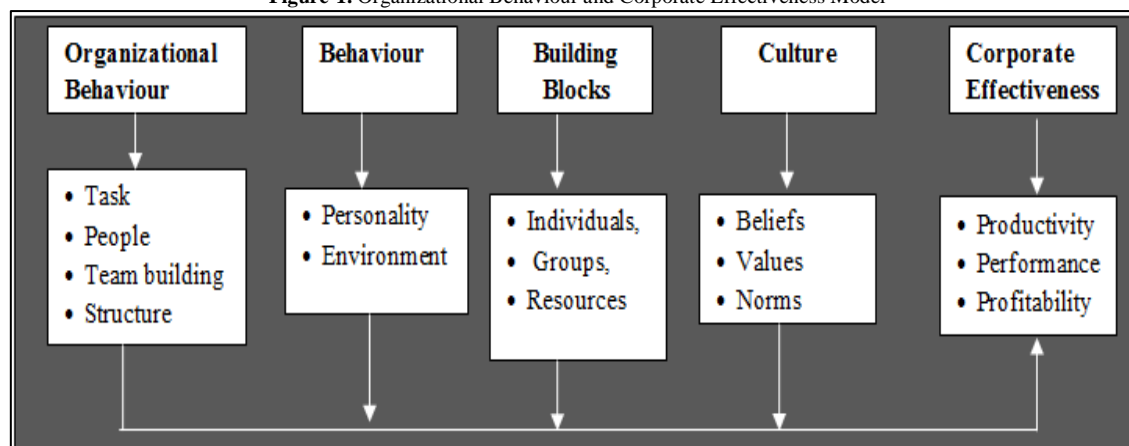 Figure 1. Organizational Behaviour and Corporate Effectiveness Model
Organizational
Behaviour
Behaviour
Building
Blocks
Culture
Corporate
Effectiveness
• Task
• People
• Team building
• Structure
• Personality
• Environment
• Individuals,
• Groups,
• Resources
• Beliefs
• Values
• Norms
• Productivity
• Performance
• Profitability